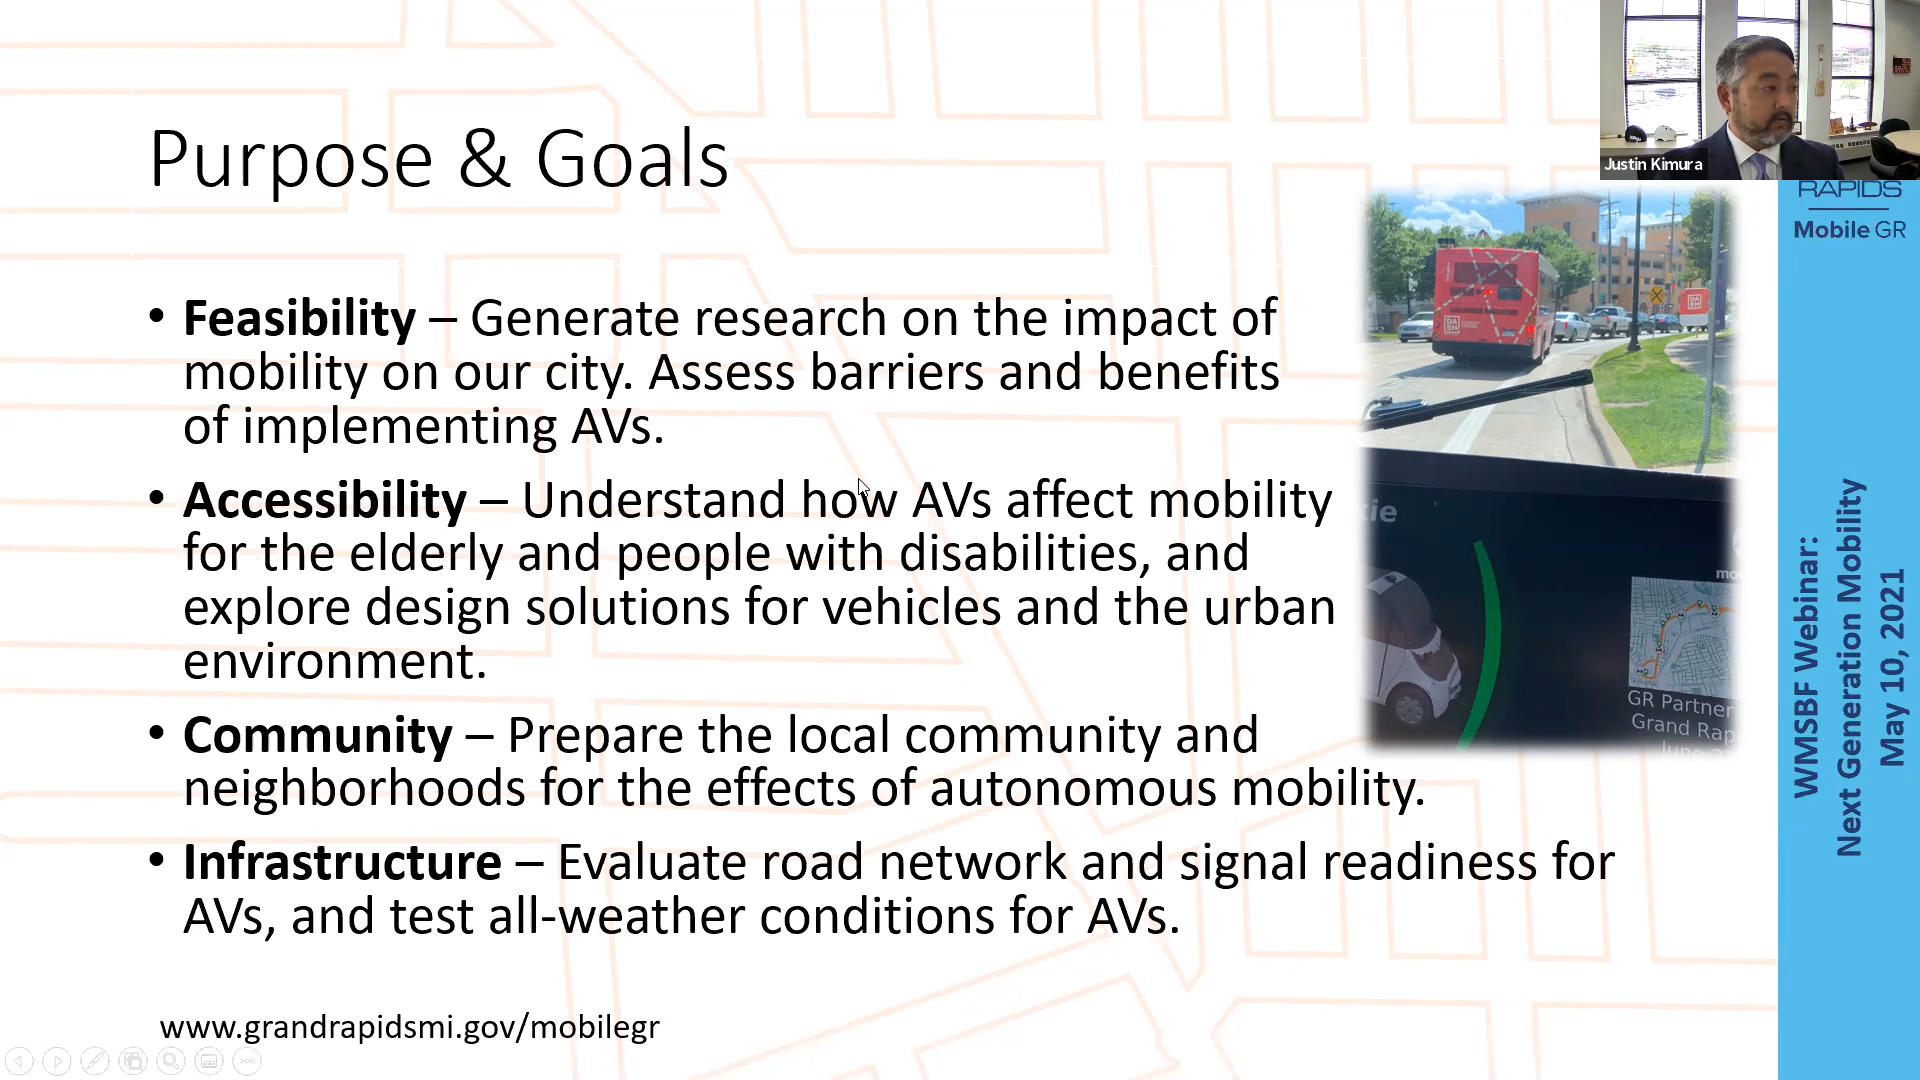 Purpose & Goals
Justin Kimura
RAPIDS
Mobile GR
• Feasibility – Generate research on the impact of
mobility on our city. Assess barriers and benefits
of implementing AVs.
• Accessibility – Understand how AVs affect mobility
for the elderly and people with disabilities, and
explore design solutions for vehicles and the urban
environment.
• Community – Prepare the local community and
neighborhoods for the effects of autonomous mobility.
• Infrastructure – Evaluate road network and signal readiness for
AVs, and test all-weather conditions for AVs.
www.grandrapidsmi.gov/mobilegr
DASH
DASH
kie
GR Partner
Grand Rap
WMSBF Webinar:
Next Generation Mobility
May 10, 2021